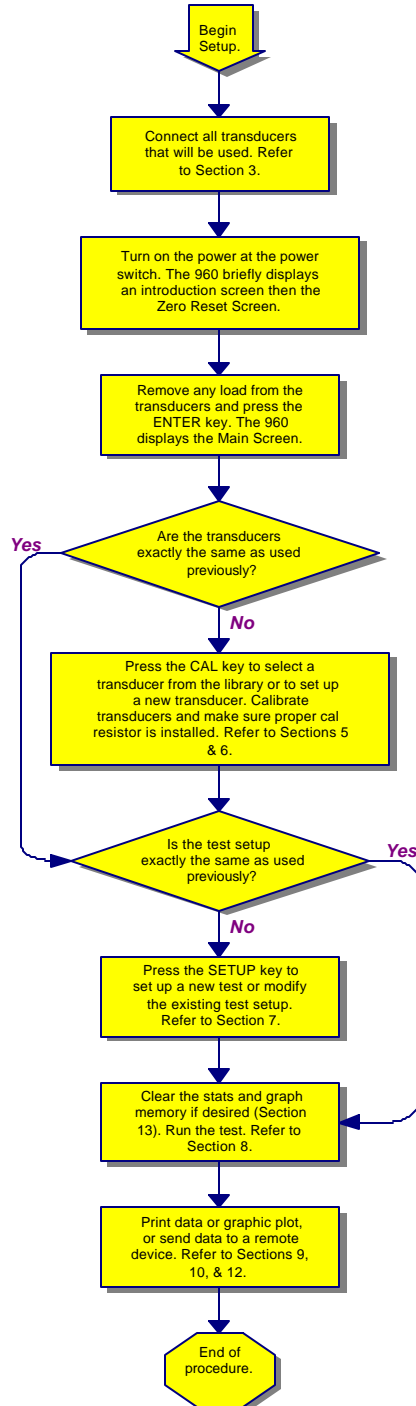 Begin
Setup.
Connect all transducers
that will be used. Refer
to Section 3.
Turn on the power at the power
switch. The 960 briefly displays
an introduction screen then the
Zero Reset Screen.
Remove any load from the
transducers and press the
ENTER key. The 960
displays the Main Screen.
Are the transducers
exactly the same as used
previously?
Yes
No
Press the CAL key to select a
transducer from the library or to set up
a new transducer. Calibrate
transducers and make sure proper cal
resistor is installed. Refer to Sections 5
& 6.
Is the test setup
exactly the same as used
previously?
Yes
No
Press the SETUP key to
set up a new test or modify
the existing test setup.
Refer to Section 7.
Clear the stats and graph
memory if desired (Section
13). Run the test. Refer to
Section 8.
Print data or graphic plot,
or send data to a remote
device. Refer to Sections 9,
10, & 12.
End of
procedure.